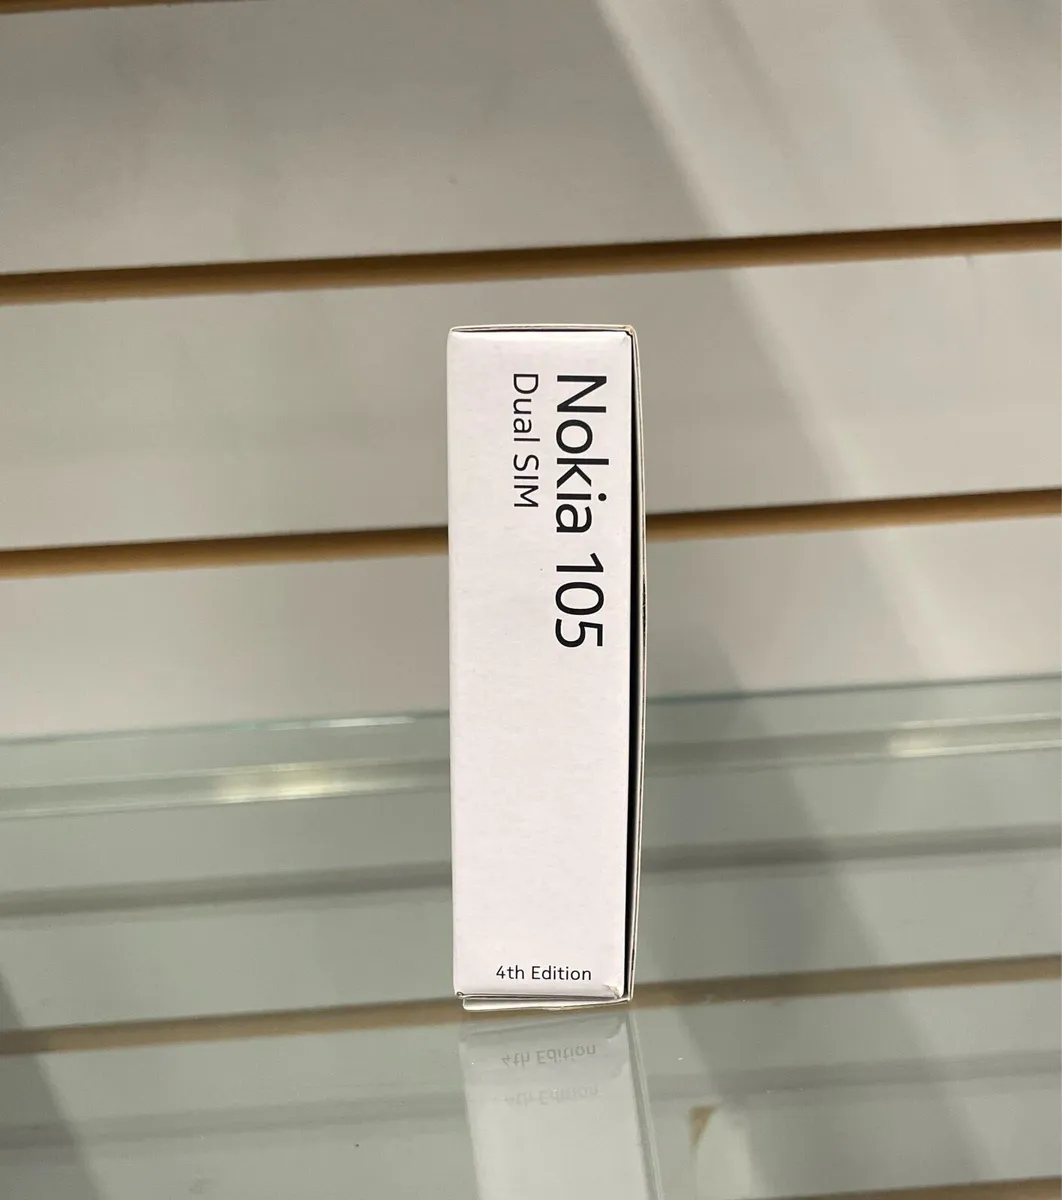 Nokia 105
Dual SIM
4th Edition